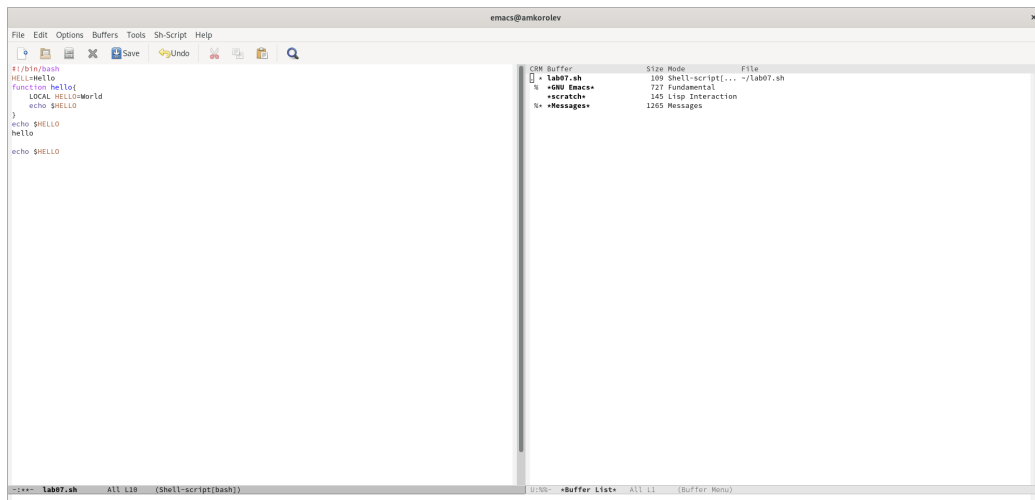 emacs@amkorolev
File Edit Options Buffers Tools Sh-Script Help
Save Undo
#!/bin/bash
HELL=Hello
function hello{
    LOCAL HELLO=World
    echo $HELLO
}
echo $HELLO
hello
echo $HELLO
-:**- lab07.sh All L10 (Shell-script[bash])
CRM Buffer Size Mode File
. * lab07.sh 109 Shell-script[... ~/lab07.sh
% *GNU Emacs* 727 Fundamental
*scratch* 145 Lisp Interaction
%* *Messages* 1265 Messages
U:%%- *Buffer List* All L1 (Buffer Menu)